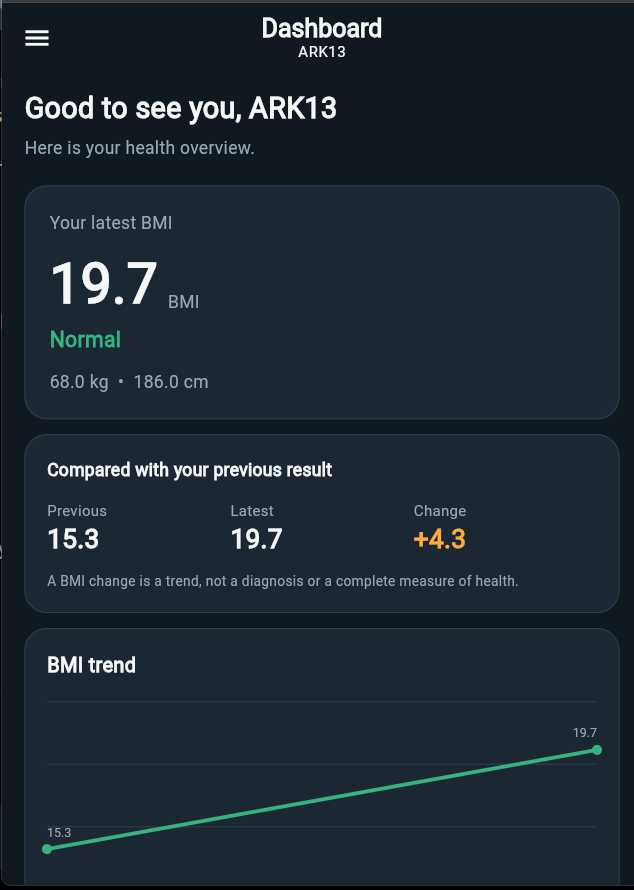 Dashboard
ARK13
Good to see you, ARK13
Here is your health overview.
Your latest BMI
19.7 BMI
Normal
68.0 kg • 186.0 cm
Compared with your previous result
Previous Latest Change
15.3 19.7 +4.3
A BMI change is a trend, not a diagnosis or a complete measure of health.
BMI trend
19.7
15.3